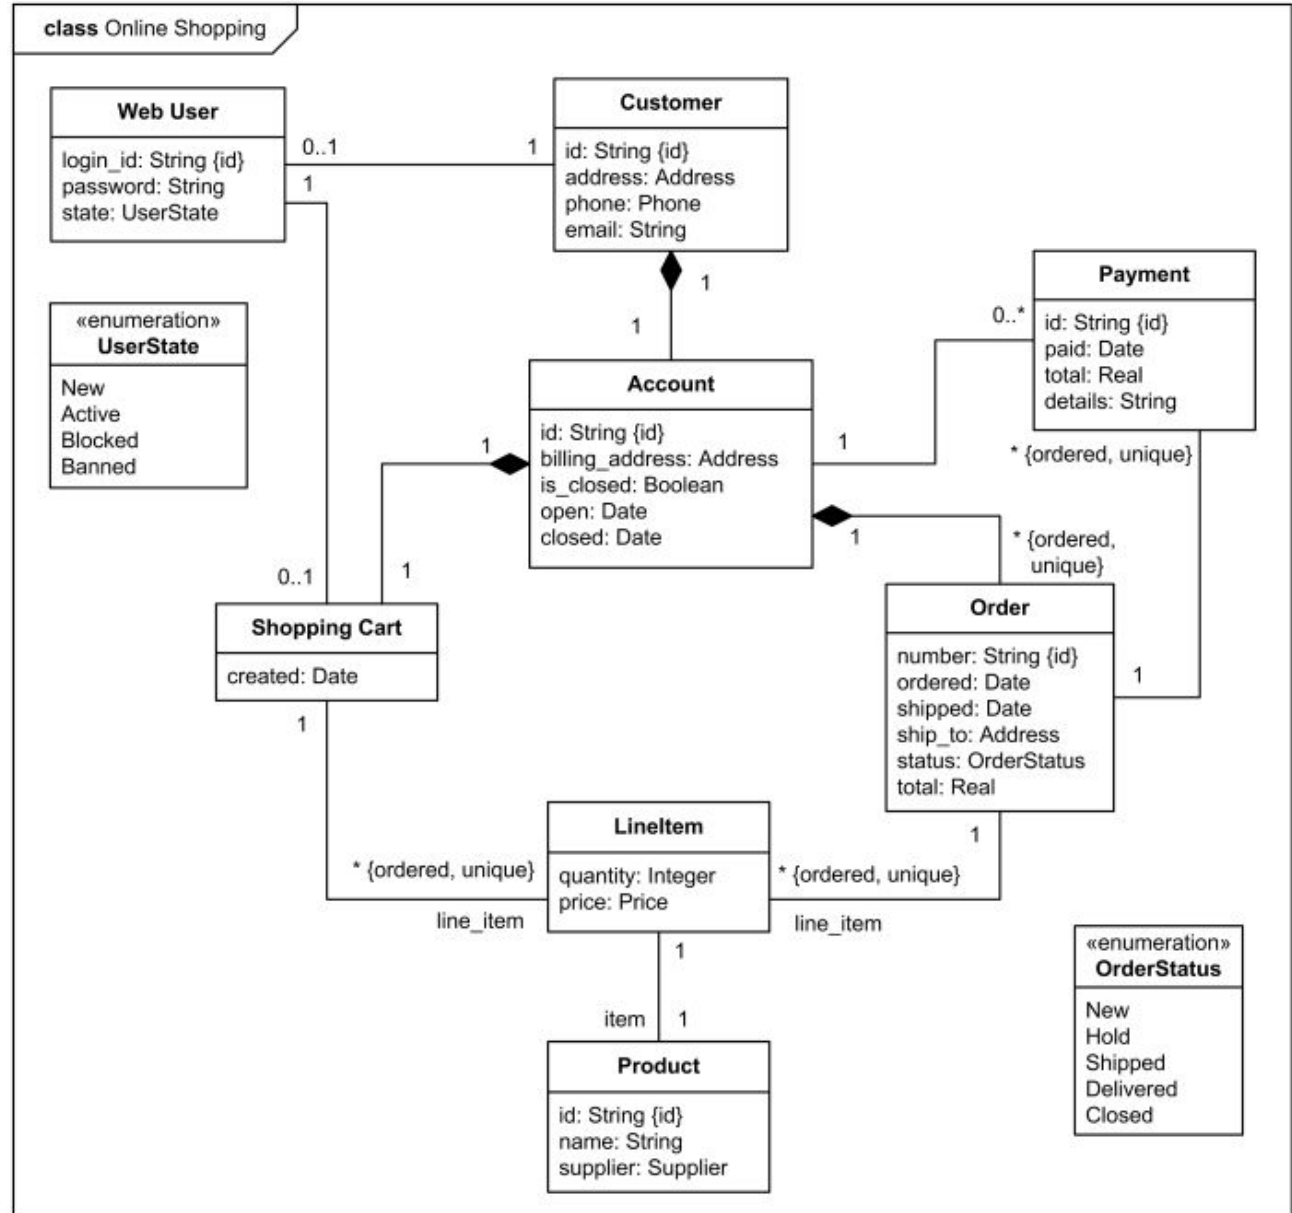 class Online Shopping
Web User
login_id: String {id}
password: String
state: UserState
0..1
1
1
Customer
id: String {id}
address: Address
phone: Phone
email: String
1
1
«enumeration»
UserState
New
Active
Blocked
Banned
Account
id: String {id}
billing_address: Address
is_closed: Boolean
open: Date
closed: Date
1
1
1
1
Payment
id: String {id}
paid: Date
total: Real
details: String
0..*
* {ordered, unique}
* {ordered,
unique}
0..1
Shopping Cart
created: Date
1
Order
number: String {id}
ordered: Date
shipped: Date
ship_to: Address
status: OrderStatus
total: Real
1
1
LineItem
quantity: Integer
price: Price
* {ordered, unique}
line_item
* {ordered, unique}
line_item
1
item
1
Product
id: String {id}
name: String
supplier: Supplier
«enumeration»
OrderStatus
New
Hold
Shipped
Delivered
Closed